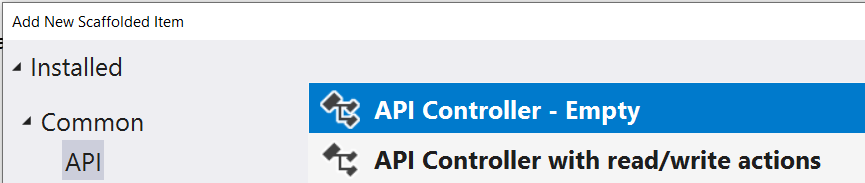 Add New Scaffolded Item
Installed
Common
API
API Controller - Empty
API Controller with read/write actions